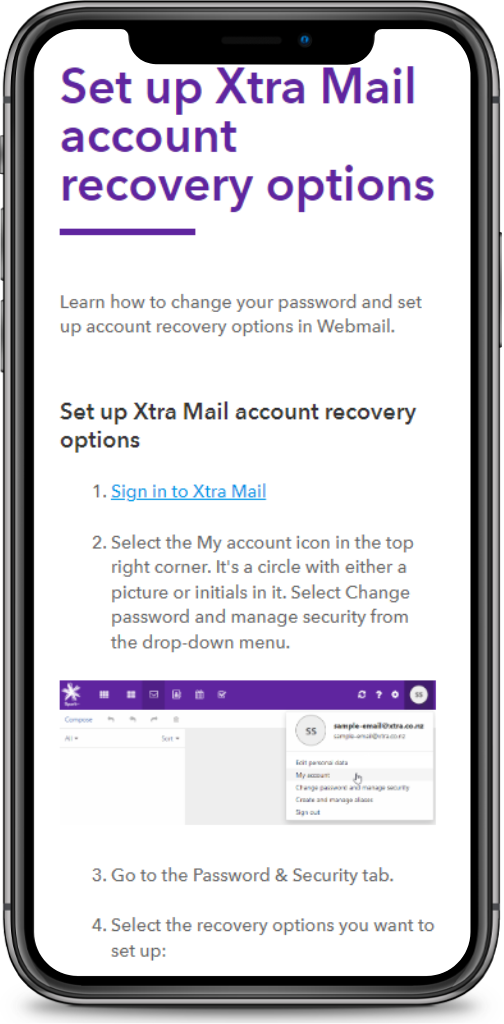 Set up Xtra Mail
account
recovery options
Learn how to change your password and set
up account recovery options in Webmail.
Set up Xtra Mail account recovery
options
1. Sign in to Xtra Mail
2. Select the My account icon in the top
right corner. It's a circle with either a
picture or initials in it. Select Change
password and manage security from
the drop-down menu.
? SS
Compose
All Sort
SS sample-email@xtra.co.nz
sample-email@xtra.co.nz
Edit personal data
My account
Change password and manage security
Create and manage aliases
Sign out
3. Go to the Password & Security tab.
4. Select the recovery options you want to
set up: